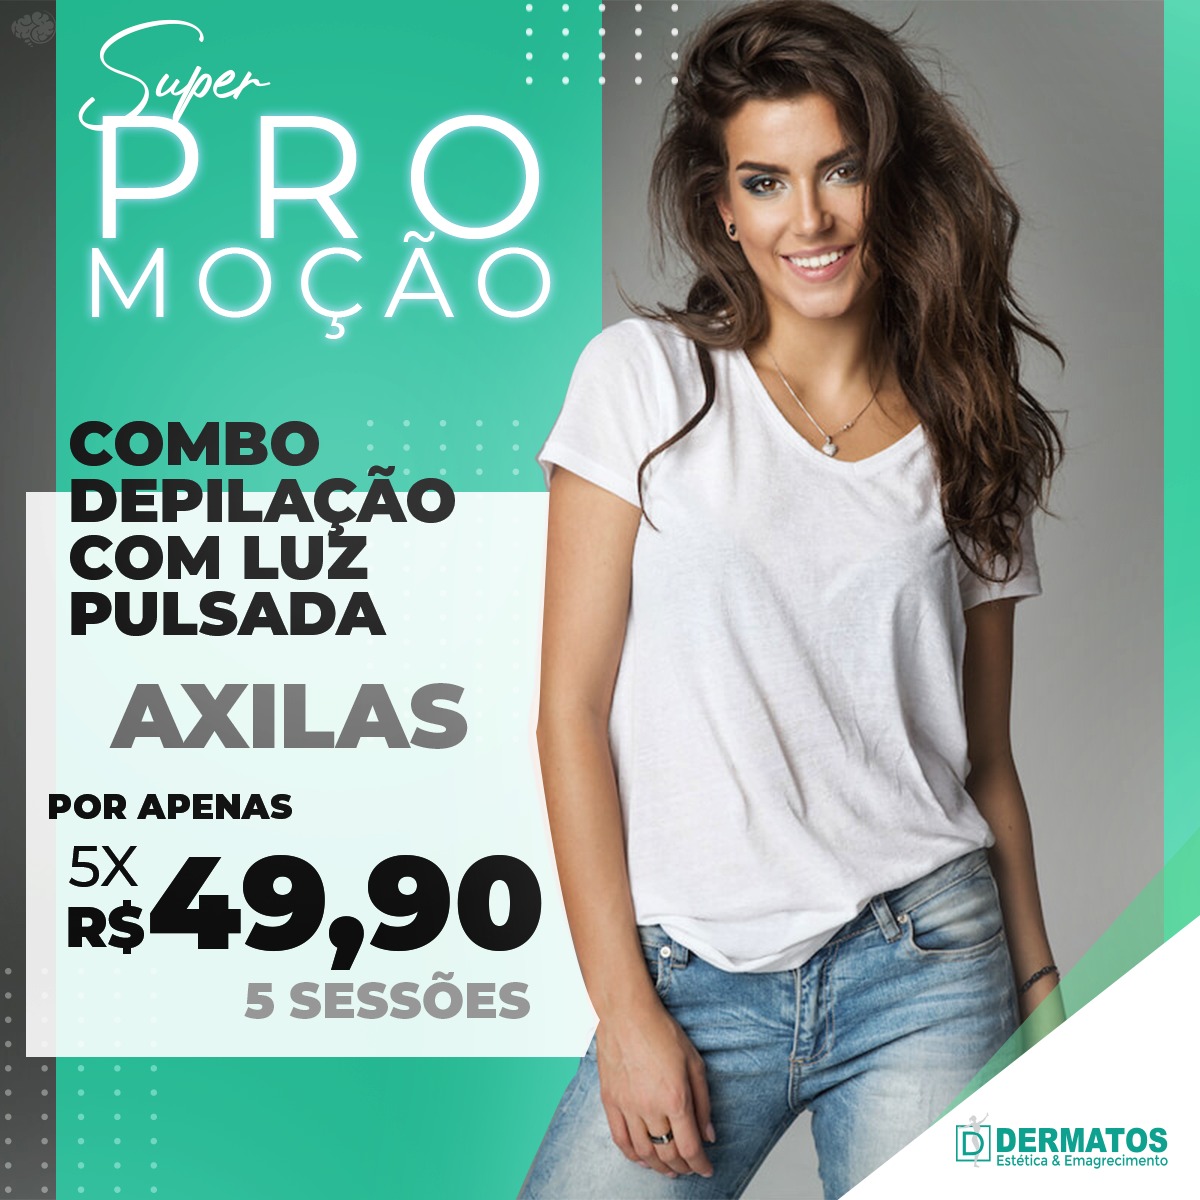 Super
PRO
MOÇÃO
COMBO
DEPILAÇÃO
COM LUZ
PULSADA
AXILAS
POR APENAS
5X
R$49,90
5 SESSÕES
D DERMATOS
Estética & Emagrecimento